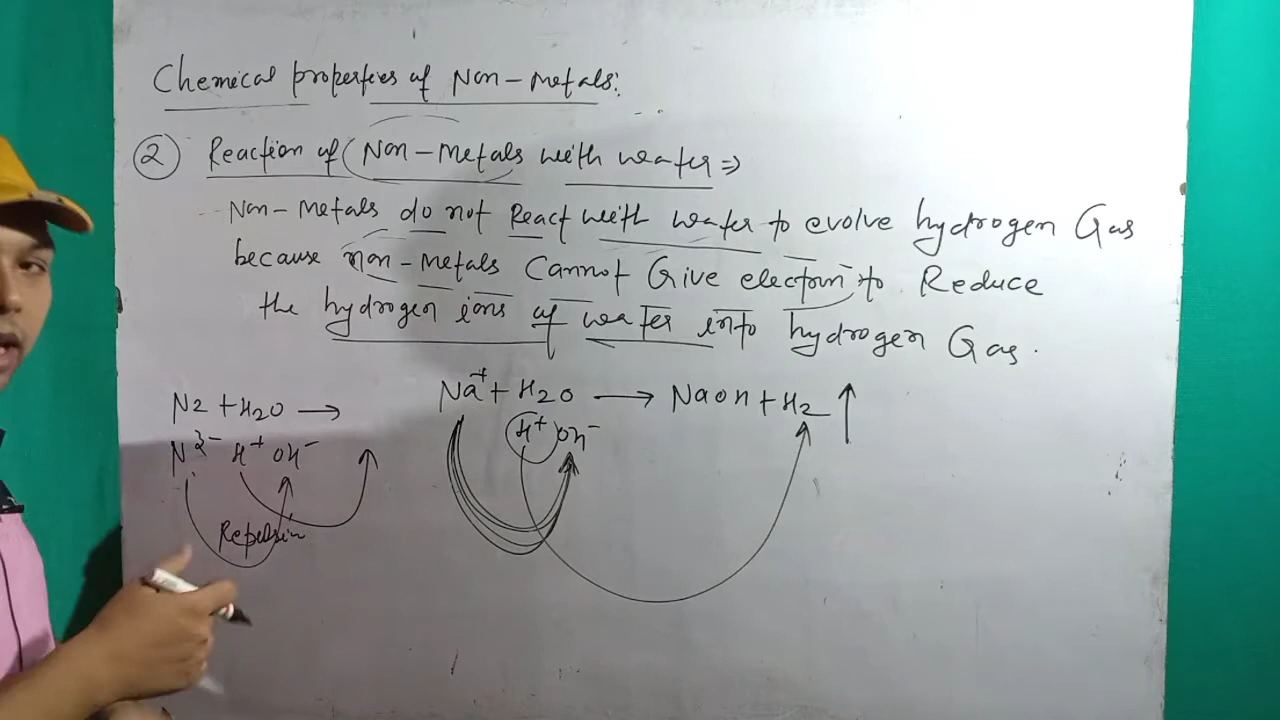 Chemical properties of Non-Metals:
② Reaction of (Non-Metals with water ⇒
Non-Metals do not React with water to evolve hydrogen Gas
because non-metals Cannot Give electron to Reduce
the hydrogen ions of water into hydrogen Gas.
N2 + H2O →
N3- H+ OH-
Repulsion
Na+ + H2O → NaOH + H2 ↑
H+ OH-